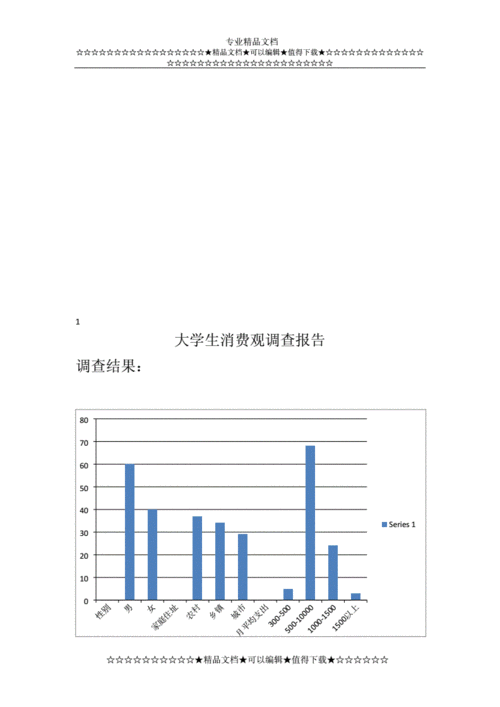 专业精品文档
☆☆☆☆☆☆☆☆☆☆☆☆☆☆☆☆☆★精品文档★可以编辑★值得下载★☆☆☆☆☆☆☆☆☆☆☆☆☆
☆☆☆☆☆☆☆☆☆☆☆☆☆☆☆☆☆☆☆☆☆☆
1
大学生消费观调查报告
调查结果：
80
70
60
50
40
30
20
10
0
Series 1
性别
男
女
家庭住址
农村
乡镇
城市
月平均支出
300-500
500-10000
1000-1500
1500以上
☆☆☆☆☆☆☆☆☆☆☆★精品文档★可以编辑★值得下载★☆☆☆☆☆☆